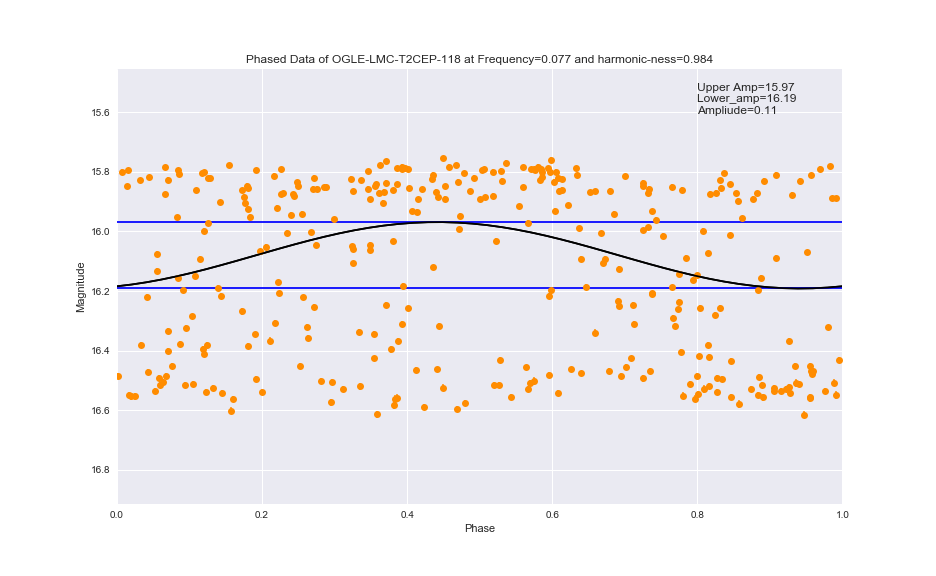 Phased Data of OGLE-LMC-T2CEP-118 at Frequency=0.077 and harmonic-ness=0.984
Upper Amp=15.97
Lower_amp=16.19
Ampliude=0.11
15.6
15.8
16.0
16.2
16.4
16.6
16.8
Magnitude
0.0 0.2 0.4 0.6 0.8 1.0
Phase